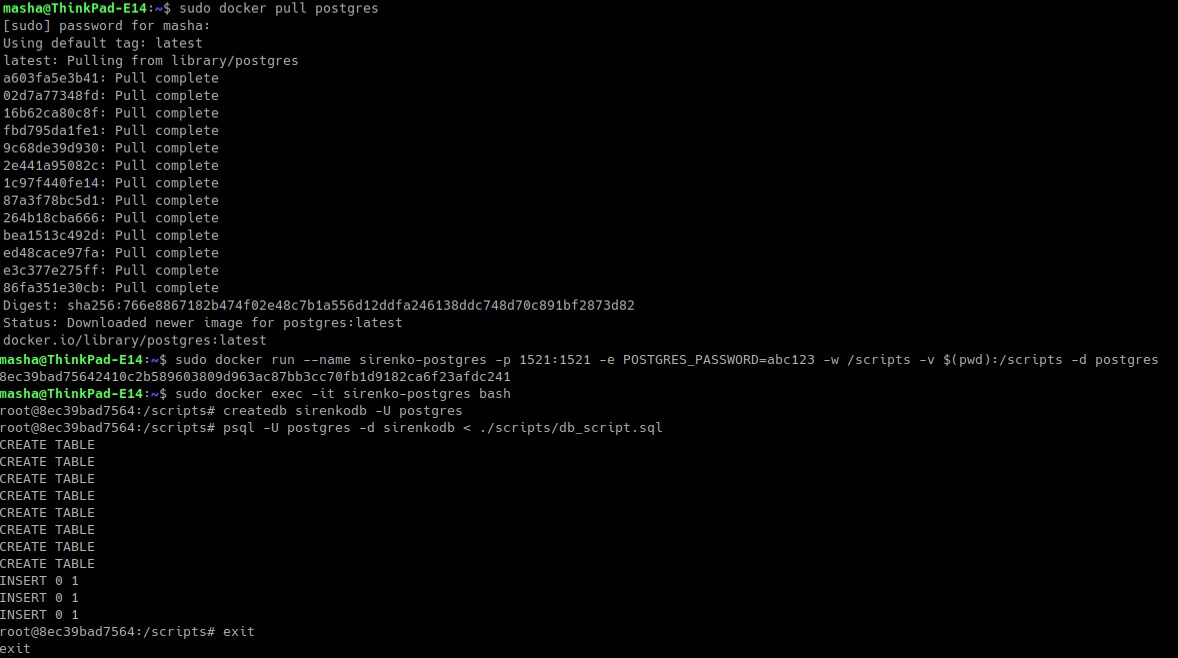 masha@ThinkPad-E14:~$ sudo docker pull postgres
[sudo] password for masha:
Using default tag: latest
latest: Pulling from library/postgres
a603fa5e3b41: Pull complete
02d7a77348fd: Pull complete
16b62ca80c8f: Pull complete
fbd795da1fe1: Pull complete
9c68de39d930: Pull complete
2e441a95082c: Pull complete
1c97f440fe14: Pull complete
87a3f78bc5d1: Pull complete
264b18cba666: Pull complete
bea1513c492d: Pull complete
ed48cace97fa: Pull complete
e3c377e275ff: Pull complete
86fa351e30cb: Pull complete
Digest: sha256:766e8867182b474f02e48c7b1a556d12ddfa246138ddc748d70c891bf2873d82
Status: Downloaded newer image for postgres:latest
docker.io/library/postgres:latest
masha@ThinkPad-E14:~$ sudo docker run --name sirenko-postgres -p 1521:1521 -e POSTGRES_PASSWORD=abc123 -w /scripts -v $(pwd):/scripts -d postgres
8ec39bad75642410c2b589603809d963ac87bb3cc70fb1d9182ca6f23afdc241
masha@ThinkPad-E14:~$ sudo docker exec -it sirenko-postgres bash
root@8ec39bad7564:/scripts# createdb sirenkodb -U postgres
root@8ec39bad7564:/scripts# psql -U postgres -d sirenkodb < ./scripts/db_script.sql
CREATE TABLE
CREATE TABLE
CREATE TABLE
CREATE TABLE
CREATE TABLE
CREATE TABLE
CREATE TABLE
CREATE TABLE
INSERT 0 1
INSERT 0 1
INSERT 0 1
root@8ec39bad7564:/scripts# exit
exit